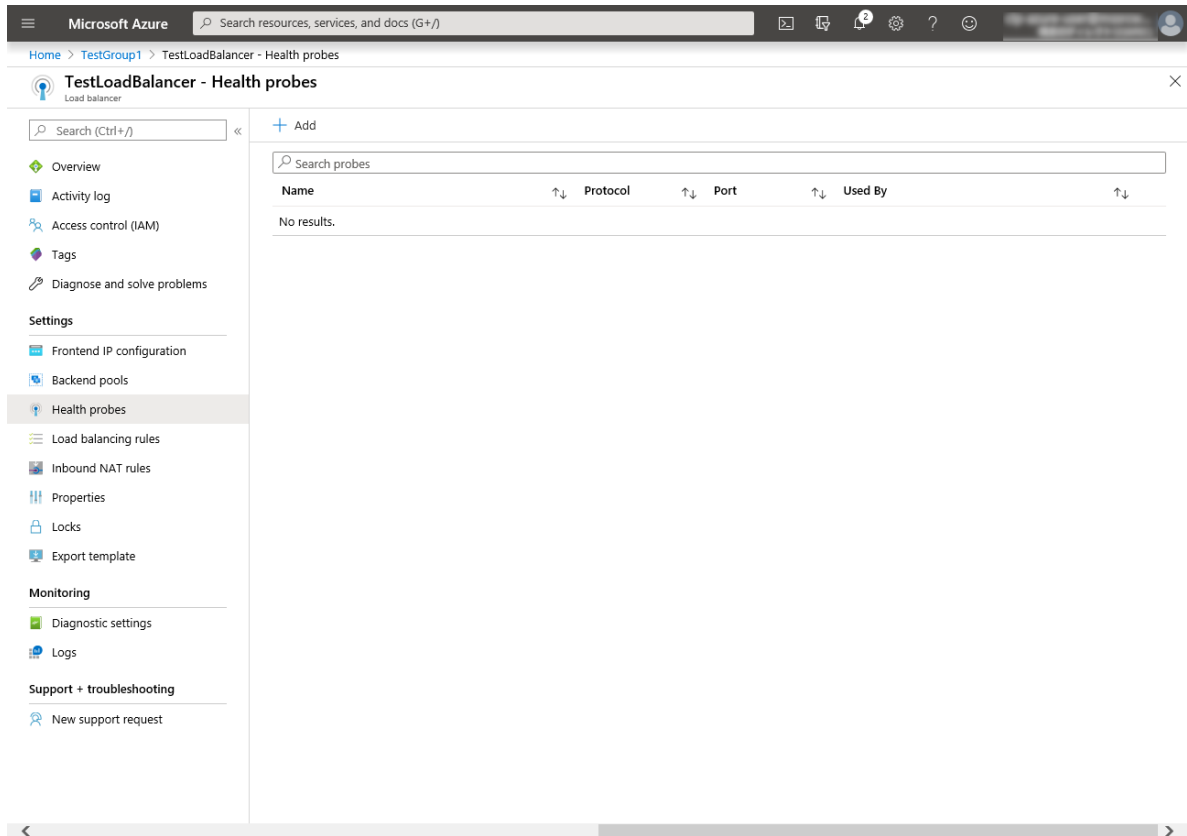 Microsoft Azure
Search resources, services, and docs (G+/)
2
Home > TestGroup1 > TestLoadBalancer - Health probes
TestLoadBalancer - Health probes
Load balancer
Search (Ctrl+/)
«
+ Add
Search probes
Name Protocol Port Used By
No results.
Overview
Activity log
Access control (IAM)
Tags
Diagnose and solve problems
Settings
Frontend IP configuration
Backend pools
Health probes
Load balancing rules
Inbound NAT rules
Properties
Locks
Export template
Monitoring
Diagnostic settings
Logs
Support + troubleshooting
New support request